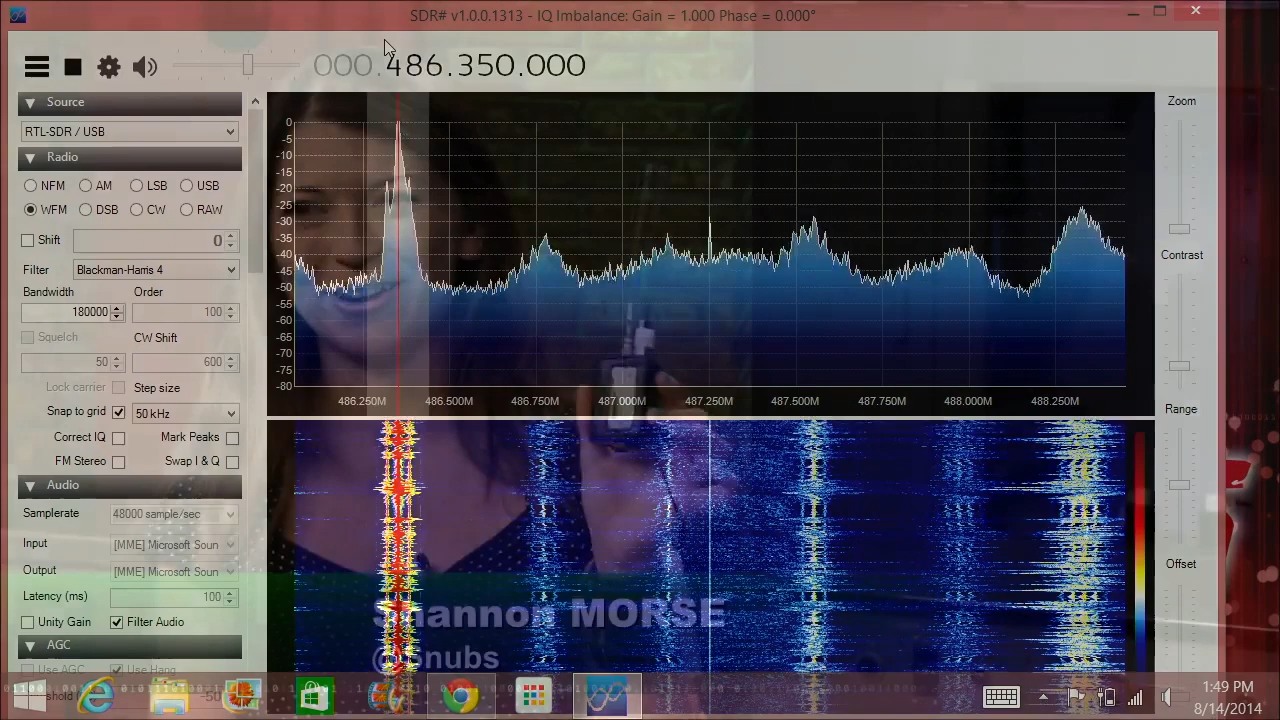 SDR# v1.0.0.1313 - IQ Imbalance: Gain = 1.000 Phase = 0.000°
000.486.350.000
Source
RTL-SDR / USB
Radio
NFM AM LSB USB
WFM DSB CW RAW
Shift 0
Filter Blackman-Harris 4
Bandwidth Order
180000 100
Squelch CW Shift
50 600
Lock carrier Step size
Snap to grid 50 kHz
Correct IQ Mark Peaks
FM Stereo Swap I & Q
Audio
Samplerate 48000 sample/sec
Input [MME] Microsoft Soun
Output [MME] Microsoft Soun
Latency (ms) 100
Unity Gain Filter Audio
AGC
Use AGC Use Hang
0
-5
-10
-15
-20
-25
-30
-35
-40
-45
-50
-55
-60
-65
-70
-75
-80
486.250M 486.500M 486.750M 487.000M 487.250M 487.500M 487.750M 488.000M 488.250M
Zoom
Contrast
Range
Offset
Shannon MORSE
@Snubs
1:49 PM
8/14/2014